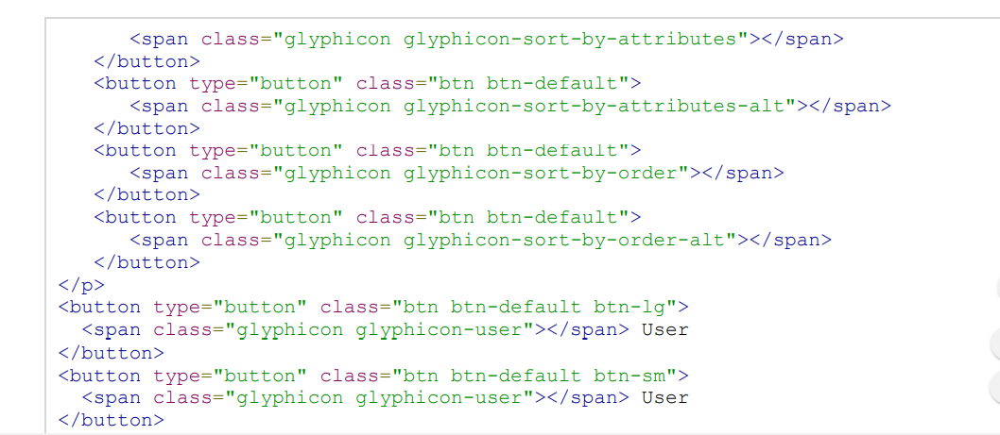 <span class="glyphicon glyphicon-sort-by-attributes"></span>
</button>
<button type="button" class="btn btn-default">
<span class="glyphicon glyphicon-sort-by-attributes-alt"></span>
</button>
<button type="button" class="btn btn-default">
<span class="glyphicon glyphicon-sort-by-order"></span>
</button>
<button type="button" class="btn btn-default">
<span class="glyphicon glyphicon-sort-by-order-alt"></span>
</button>
</p>
<button type="button" class="btn btn-default btn-lg">
<span class="glyphicon glyphicon-user"></span> User
</button>
<button type="button" class="btn btn-default btn-sm">
<span class="glyphicon glyphicon-user"></span> User
</button>